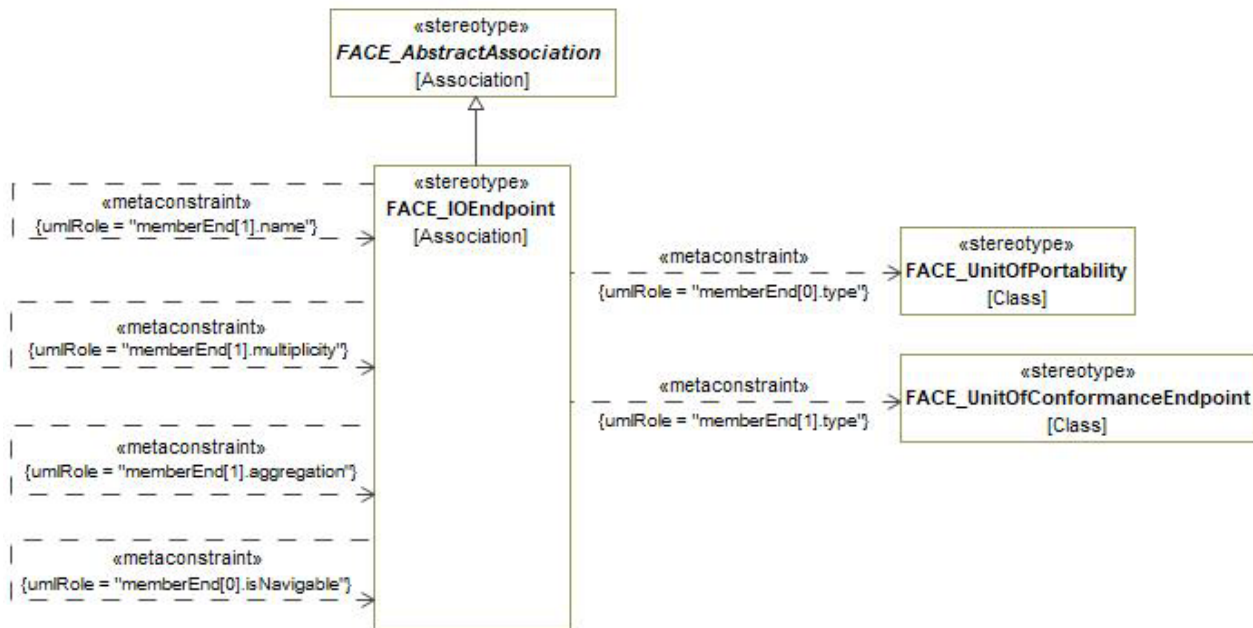 «stereotype»
FACE_AbstractAssociation
[Association]
«stereotype»
FACE_IOEndpoint
[Association]
«metaconstraint»
{umlRole = "memberEnd[1].name"}
«metaconstraint»
{umlRole = "memberEnd[1].multiplicity"}
«metaconstraint»
{umlRole = "memberEnd[1].aggregation"}
«metaconstraint»
{umlRole = "memberEnd[0].isNavigable"}
«metaconstraint»
{umlRole = "memberEnd[0].type"}
«stereotype»
FACE_UnitOfPortability
[Class]
«metaconstraint»
{umlRole = "memberEnd[1].type"}
«stereotype»
FACE_UnitOfConformanceEndpoint
[Class]